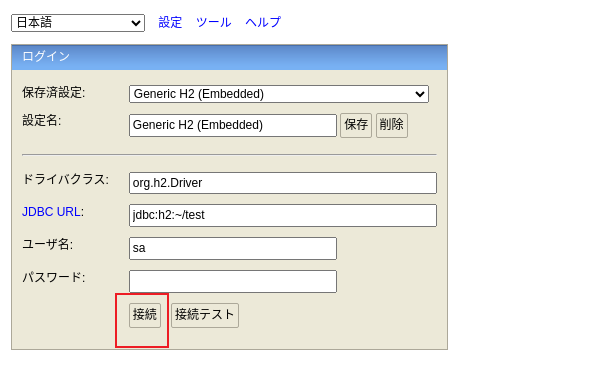 日本語 設定 ツール ヘルプ
ログイン
保存済設定: Generic H2 (Embedded)
設定名: Generic H2 (Embedded) 保存 削除
ドライバクラス: org.h2.Driver
JDBC URL: jdbc:h2:~/test
ユーザ名: sa
パスワード:
接続 接続テスト